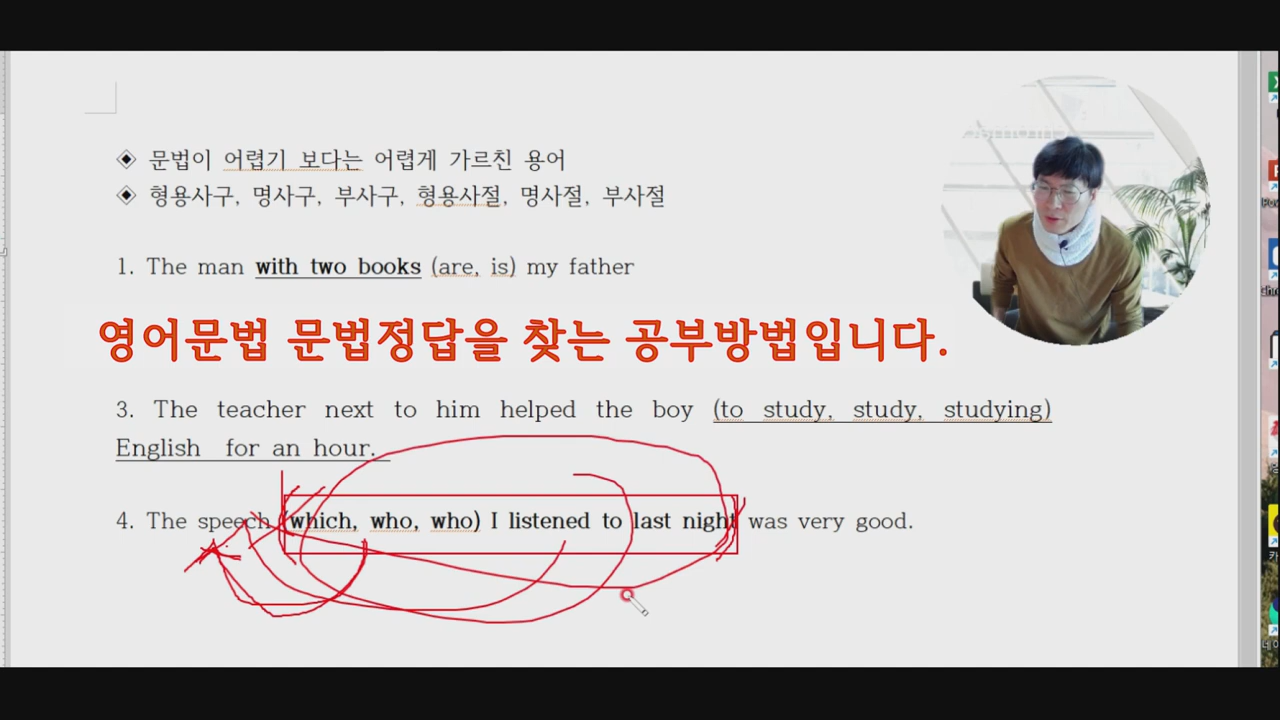 ◈ 문법이 어렵기 보다는 어렵게 가르친 용어
◈ 형용사구, 명사구, 부사구, 형용사절, 명사절, 부사절
1. The man with two books (are, is) my father
영어문법 문법정답을 찾는 공부방법입니다.
3. The teacher next to him helped the boy (to study, study, studying)
English for an hour.
4. The speech (which, who, who) I listened to last night was very good.